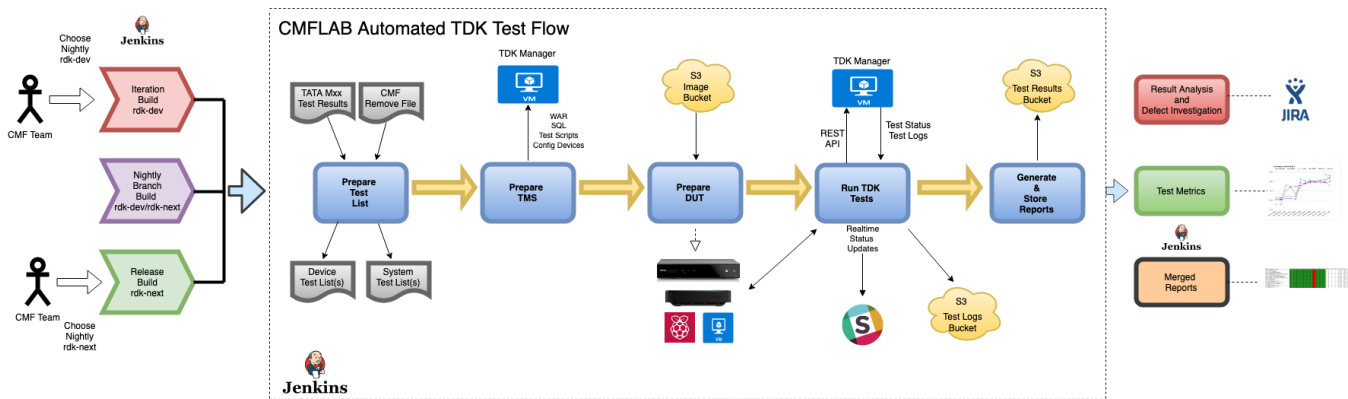 Choose
Nightly
rdk-dev
Jenkins
CMF Team
Iteration
Build
rdk-dev
Nightly
Branch
Build
rdk-dev/rdk-next
Release
Build
rdk-next
CMF Team
Choose
Nightly
rdk-next
CMFLAB Automated TDK Test Flow
TATA Mxx
Test Results
CMF
Remove File
Prepare
Test
List
Device
Test List(s)
System
Test List(s)
Jenkins
TDK Manager
VM
WAR
SQL
Test Scripts
Config Devices
Prepare
TMS
S3
Image
Bucket
Prepare
DUT
VM
TDK Manager
VM
REST
API
Test Status
Test Logs
Run TDK
Tests
Realtime
Status
Updates
S
S3
Test Logs
Bucket
S3
Test Results
Bucket
Generate
&
Store
Reports
Result Analysis
and
Defect Investigation
JIRA
Test Metrics
Jenkins
Merged
Reports